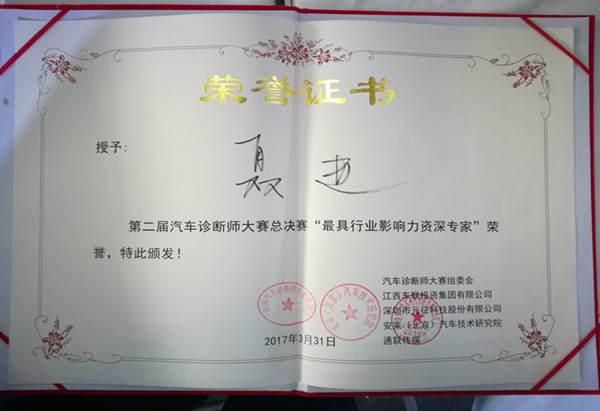 荣誉证书
授予:
聂进
第二届汽车诊断师大赛总决赛“最具行业影响力资深专家”荣
誉,特此颁发!
汽车诊断师大赛组委会
江西车联投资集团有限公司
深圳市元征科技股份有限公司
安莱(北京)汽车技术研究院
通联传媒
2017年3月31日